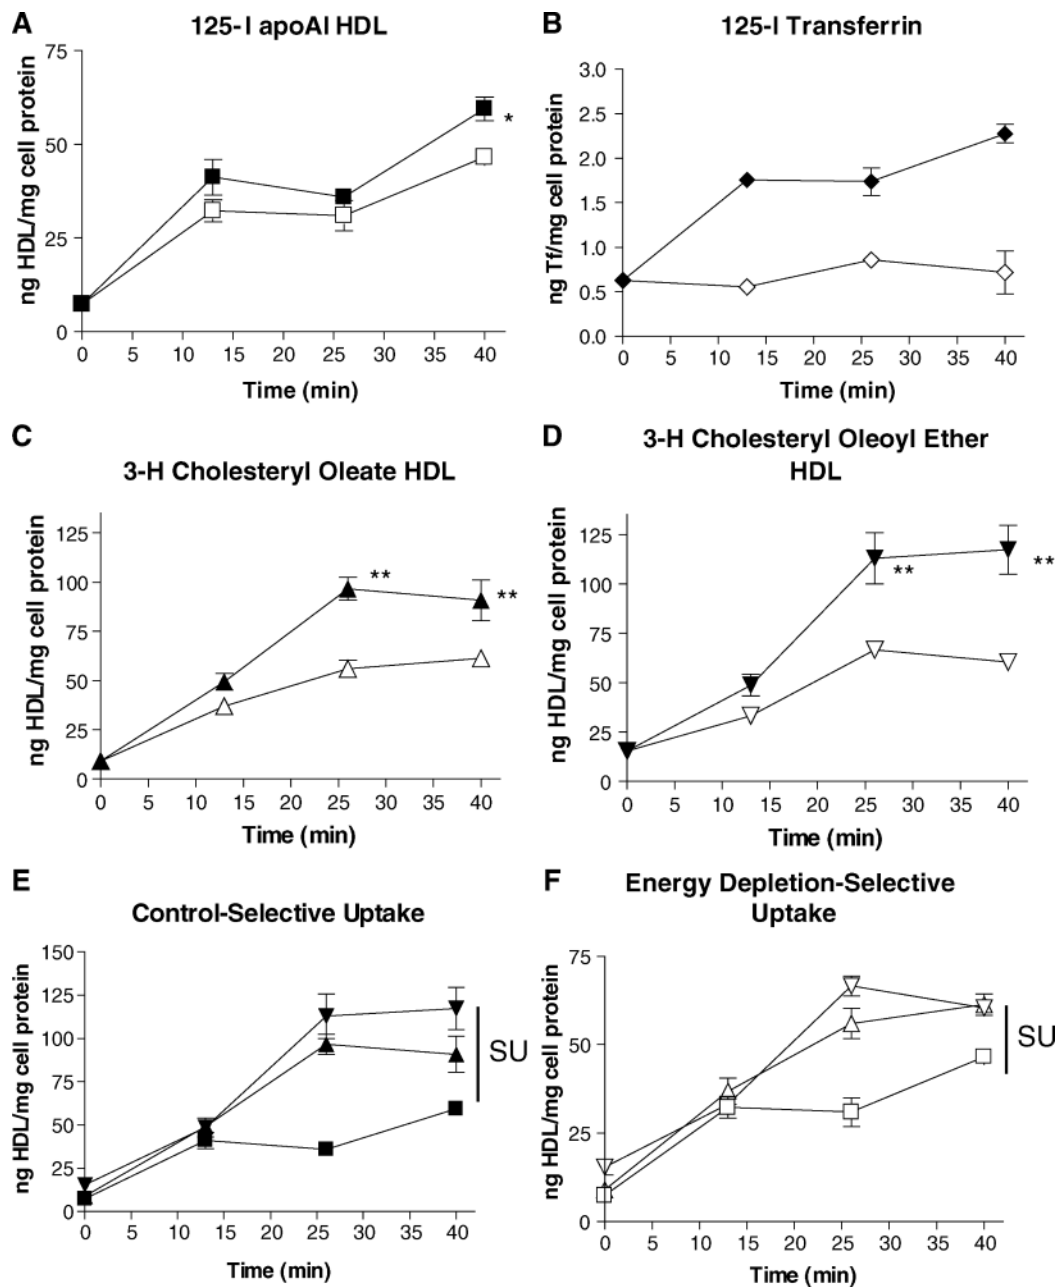 A
125-I apoAI HDL
ng HDL/mg cell protein
75
50
25
0
*
0 5 10 15 20 25 30 35 40
Time (min)
B
125-I Transferrin
ng Tf/mg cell protein
3.0
2.5
2.0
1.5
1.0
0.5
0.0
0 5 10 15 20 25 30 35 40
Time (min)
C
3-H Cholesteryl Oleate HDL
ng HDL/mg cell protein
125
100
75
50
25
0
**
**
0 5 10 15 20 25 30 35 40
Time (min)
D
3-H Cholesteryl Oleoyl Ether
HDL
ng HDL/mg cell protein
125
100
75
50
25
0
**
**
0 5 10 15 20 25 30 35 40
Time (min)
E
Control-Selective Uptake
ng HDL/mg cell protein
150
125
100
75
50
25
0
SU
0 5 10 15 20 25 30 35 40
Time (min)
F
Energy Depletion-Selective
Uptake
ng HDL/mg cell protein
75
50
25
0
SU
0 5 10 15 20 25 30 35 40
Time (min)